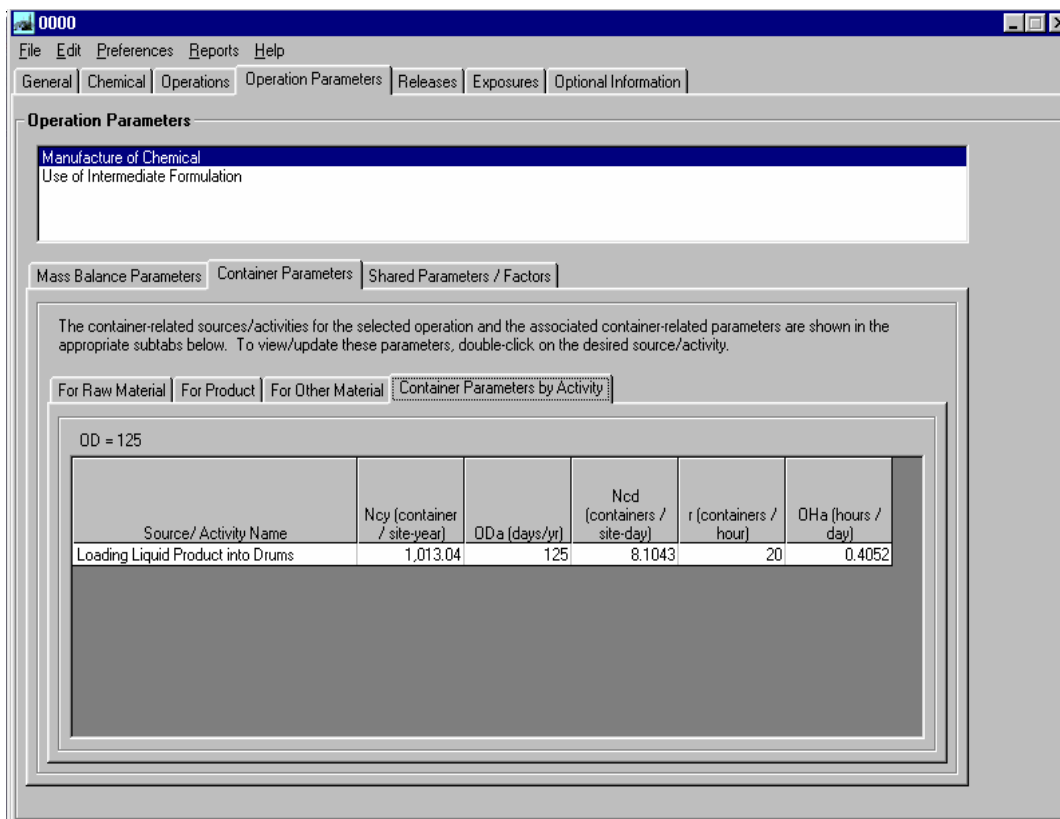 0000
File Edit Preferences Reports Help
General Chemical Operations Operation Parameters Releases Exposures Optional Information
Operation Parameters
Manufacture of Chemical
Use of Intermediate Formulation
Mass Balance Parameters Container Parameters Shared Parameters / Factors
The container-related sources/activities for the selected operation and the associated container-related parameters are shown in the
appropriate subtabs below. To view/update these parameters, double-click on the desired source/activity.
For Raw Material For Product For Other Material Container Parameters by Activity
OD = 125
Source/ Activity Name Ncy (container / site-year) ODa (days/yr) Ncd (containers / site-day) r (containers / hour) OHa (hours / day)
Loading Liquid Product into Drums 1,013.04 125 8.1043 20 0.4052